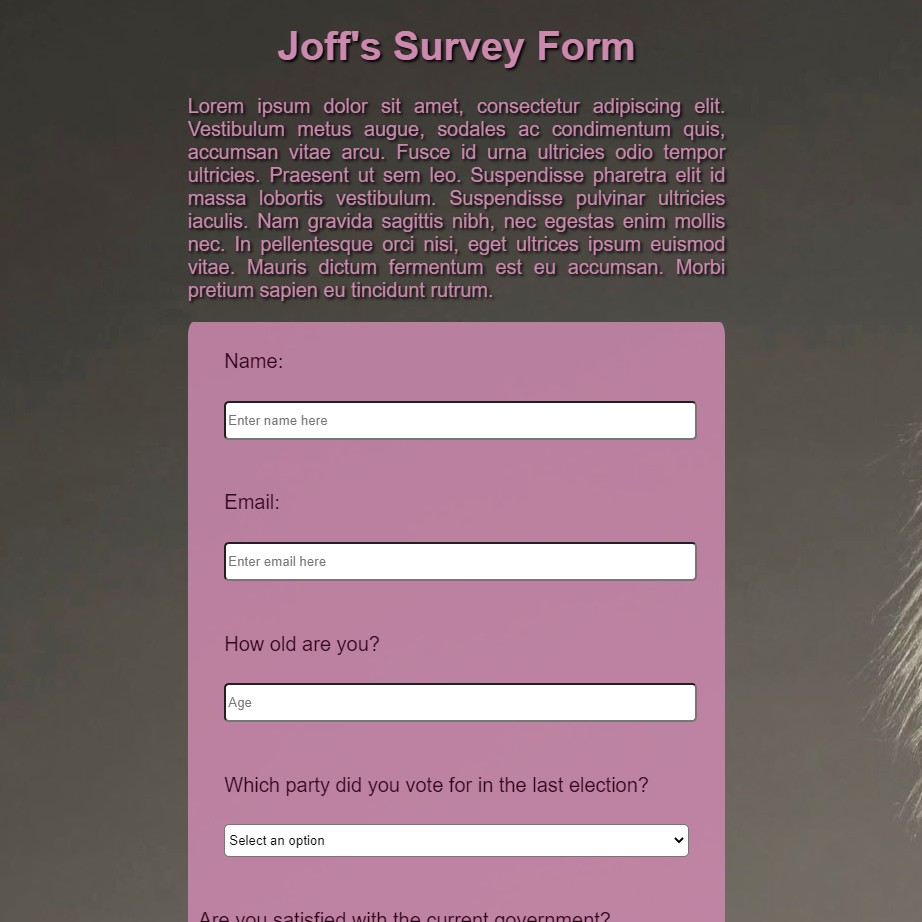 Joff's Survey Form
Lorem ipsum dolor sit amet, consectetur adipiscing elit.
Vestibulum metus augue, sodales ac condimentum quis,
accumsan vitae arcu. Fusce id urna ultricies odio tempor
ultricies. Praesent ut sem leo. Suspendisse pharetra elit id
massa lobortis vestibulum. Suspendisse pulvinar ultricies
iaculis. Nam gravida sagittis nibh, nec egestas enim mollis
nec. In pellentesque orci nisi, eget ultrices ipsum euismod
vitae. Mauris dictum fermentum est eu accumsan. Morbi
pretium sapien eu tincidunt rutrum.
Name:
Enter name here
Email:
Enter email here
How old are you?
Age
Which party did you vote for in the last election?
Select an option
Are you satisfied with the current government?